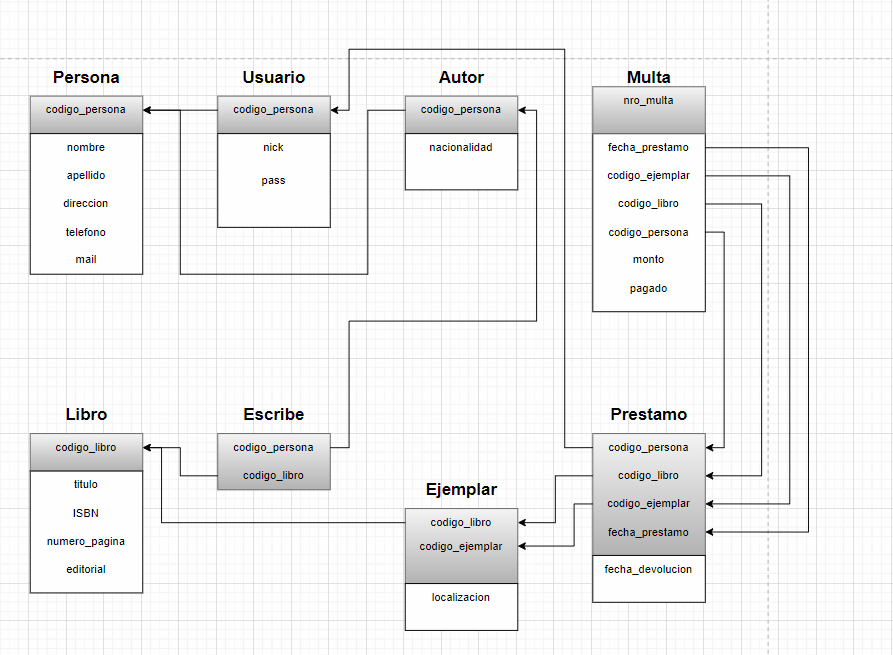 Persona
codigo_persona
nombre
apellido
direccion
telefono
mail
Usuario
codigo_persona
nick
pass
Autor
codigo_persona
nacionalidad
Multa
nro_multa
fecha_prestamo
codigo_ejemplar
codigo_libro
codigo_persona
monto
pagado
Libro
codigo_libro
titulo
ISBN
numero_pagina
editorial
Escribe
codigo_persona
codigo_libro
Ejemplar
codigo_libro
codigo_ejemplar
localizacion
Prestamo
codigo_persona
codigo_libro
codigo_ejemplar
fecha_prestamo
fecha_devolucion